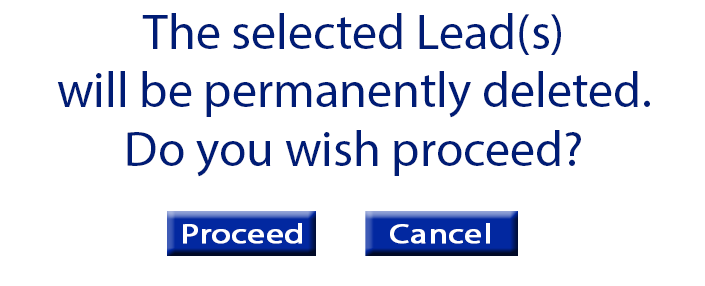 The selected Lead(s)
will be permanently deleted.
Do you wish proceed?
Proceed Cancel